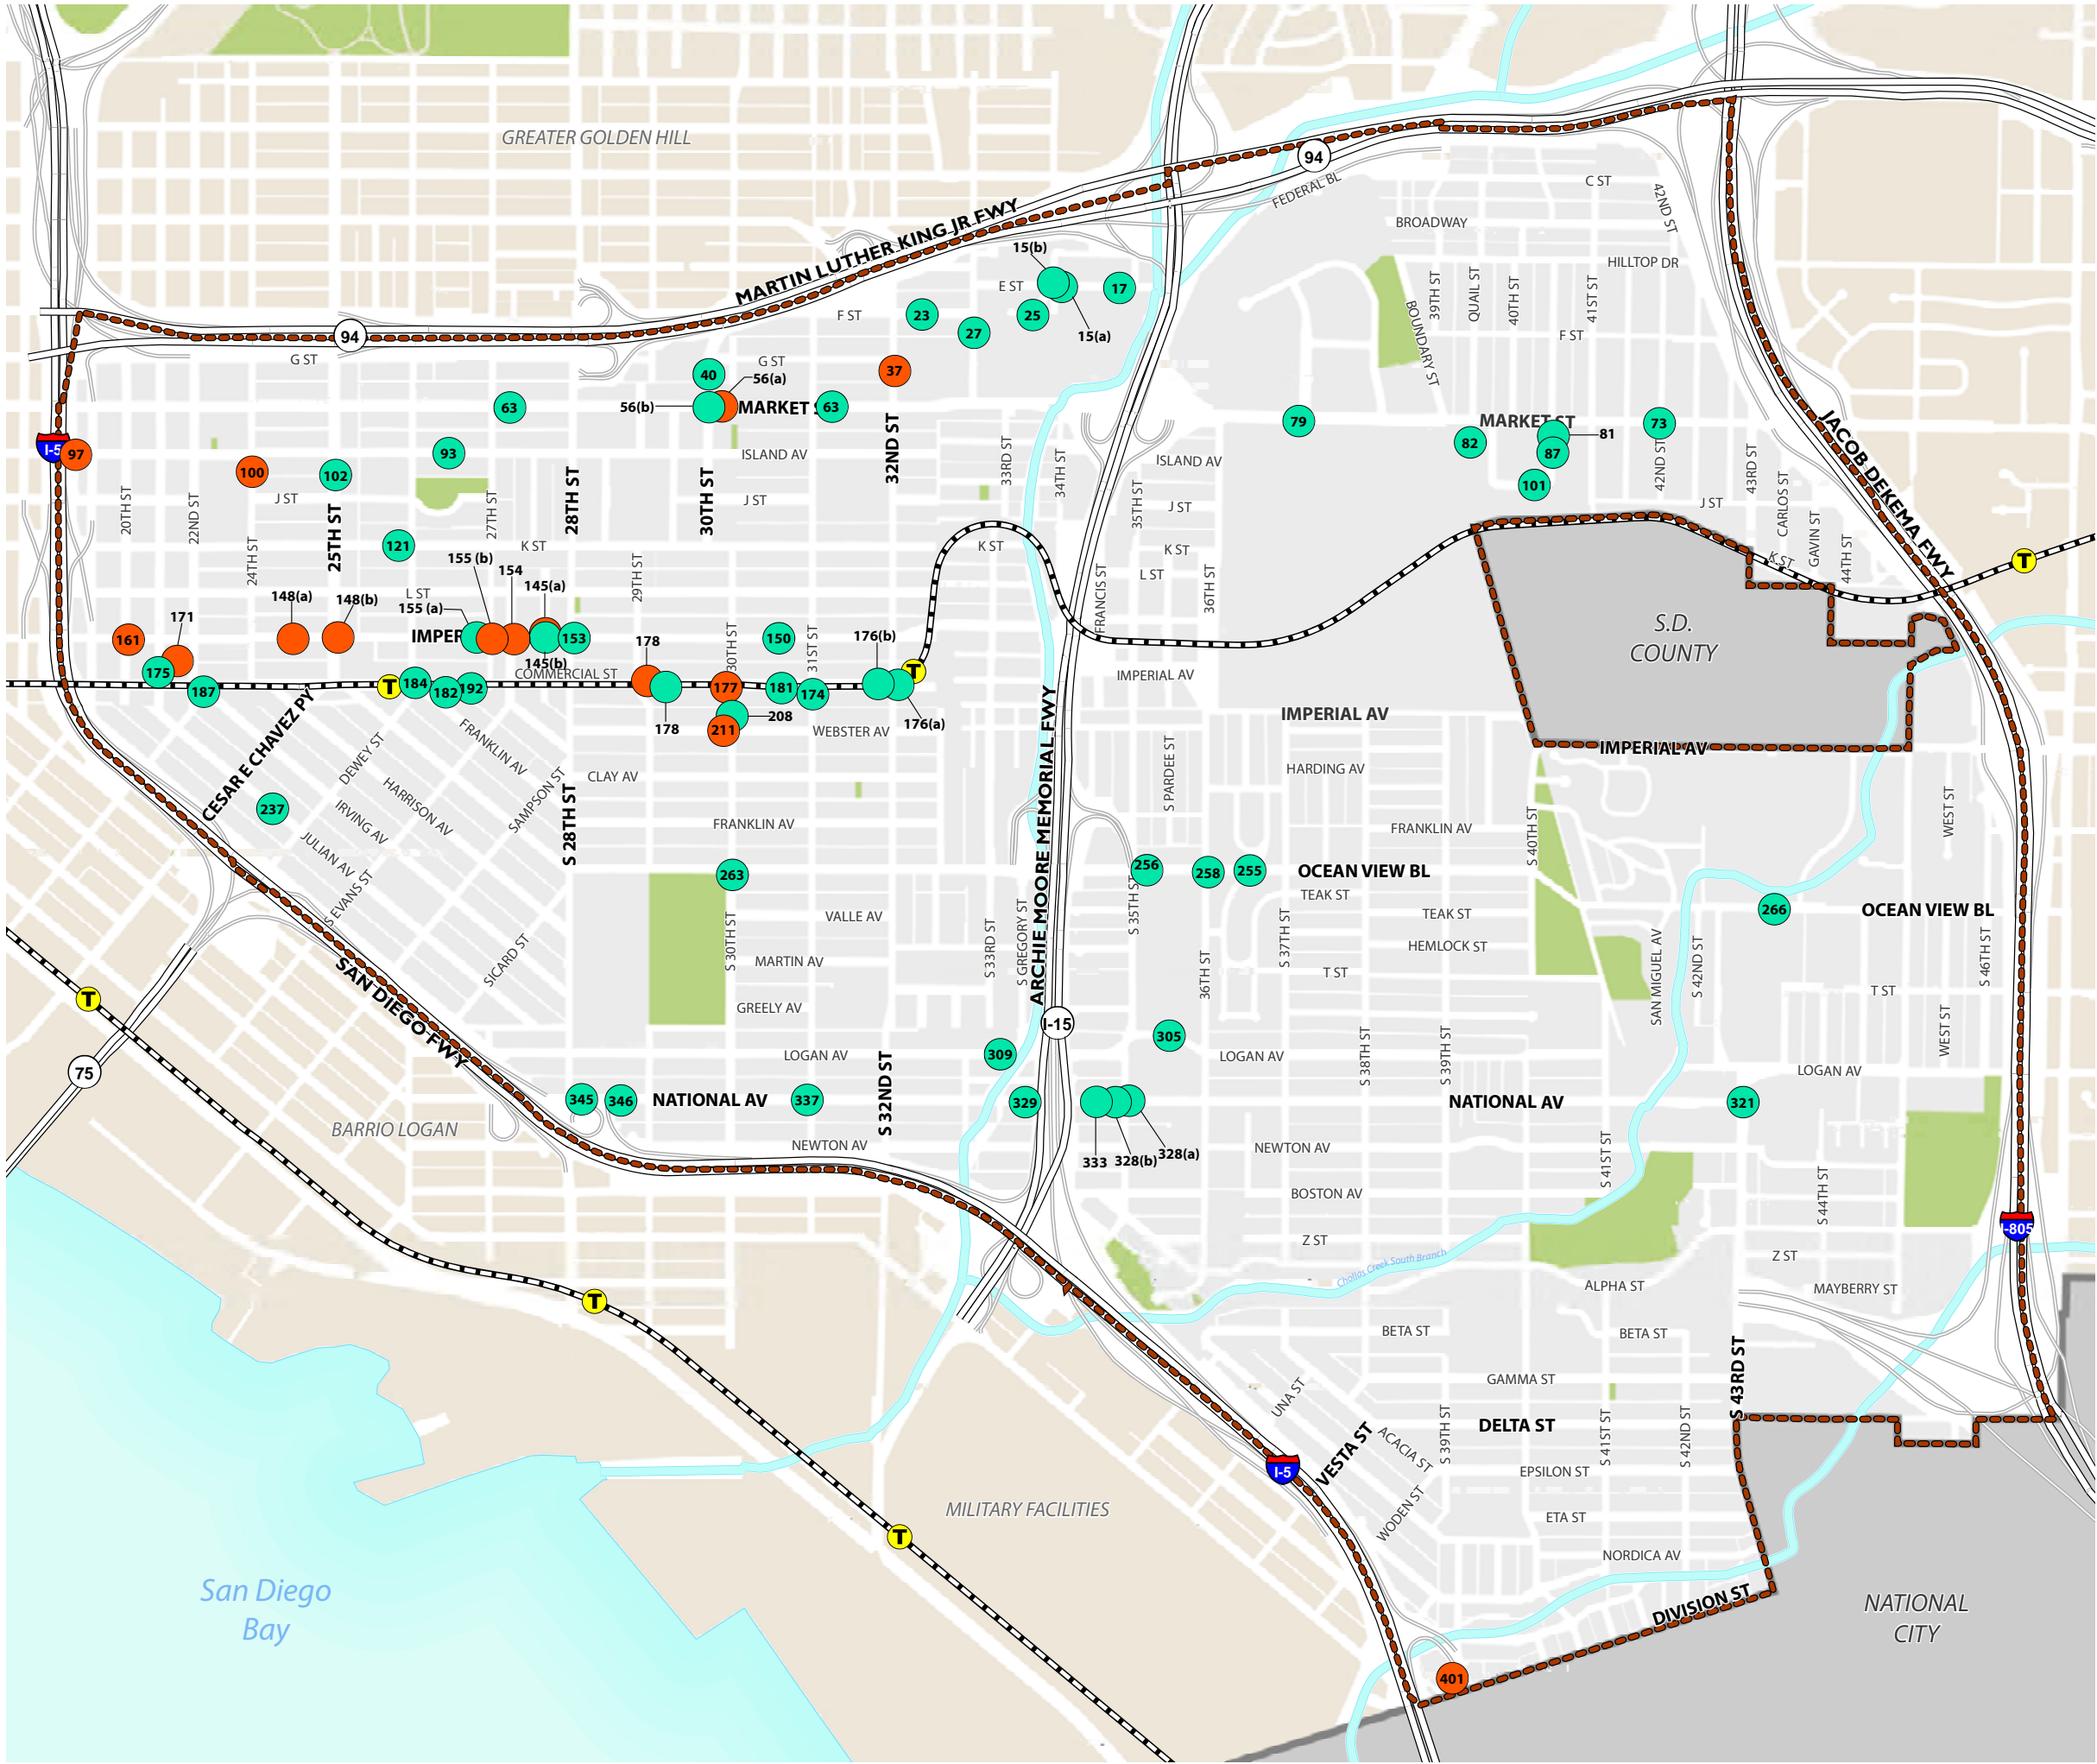 GREATER GOLDEN HILL
94
FEDERAL BL
C ST
42ND ST
BROADWAY
MARTIN LUTHER KING JR FWY
15(b)
HILLTOP DR
E ST
17
39TH ST
QUAIL ST
40TH ST
41ST ST
F ST
23
25
27
15(a)
BOUNDARY ST
F ST
94
G ST
40
G ST
56(a)
37
63
56(b)
MARKET S
63
32ND ST
79
MARKET ST
73
82
81
87
JACOB DEKEMA FWY
I-5
97
93
ISLAND AV
33RD ST
34TH ST
ISLAND AV
42ND ST
43RD ST
100
102
101
20TH ST
22ND ST
J ST
27TH ST
28TH ST
30TH ST
J ST
35TH ST
J ST
J ST
CARLOS ST
GAVIN ST
44TH ST
24TH ST
25TH ST
121
155 (b)
K ST
K ST
K ST
K ST
T
154
29TH ST
L ST
FRANCIS ST
36TH ST
148(a)
148(b)
L ST
155 (a)
145(a)
171
161
IMPER
153
178
150
31ST ST
30TH ST
176(b)
S.D.
COUNTY
145(b)
175
COMMERCIAL ST
T
IMPERIAL AV
187
T
184
182
192
177
181
174
208
211
178
176(a)
WEBSTER AV
IMPERIAL AV
IMPERIAL AV
CESAR E CHAVEZ PY
DEWEY ST
FRANKLIN AV
CLAY AV
ARCHIE MOORE MEMORIAL FWY
S PARDEE ST
HARDING AV
237
HARRISON AV
SAMPSON ST
S 28TH ST
IRVING AV
FRANKLIN AV
FRANKLIN AV
S 40TH ST
WEST ST
JULIAN AV
263
256
258
255
OCEAN VIEW BL
S EVANS ST
TEAK ST
S 35TH ST
266
OCEAN VIEW BL
VALLE AV
TEAK ST
SICARD ST
S 30TH ST
S 33RD ST
S GREGORY ST
36TH ST
S 37TH ST
HEMLOCK ST
SAN MIGUEL AV
S 42ND ST
S 46TH ST
MARTIN AV
T ST
T
SAN DIEGO FWY
GREELY AV
T ST
I-15
305
WEST ST
LOGAN AV
309
LOGAN AV
S 38TH ST
S 39TH ST
75
LOGAN AV
S 32ND ST
345
346
NATIONAL AV
337
329
NATIONAL AV
321
BARRIO LOGAN
NEWTON AV
333
328(b)
328(a)
NEWTON AV
S 41ST ST
S 44TH ST
BOSTON AV
I-805
Z ST
Z ST
Chollas Creek South Branch
ALPHA ST
MAYBERRY ST
T
BETA ST
BETA ST
S 43RD ST
UNA ST
GAMMA ST
DELTA ST
S 39TH ST
S 41ST ST
S 42ND ST
VESTA ST
ACACIA ST
I-5
EPSILON ST
MILITARY FACILITIES
WODEN ST
ETA ST
T
NORDICA AV
San Diego
Bay
DIVISION ST
NATIONAL
CITY
401